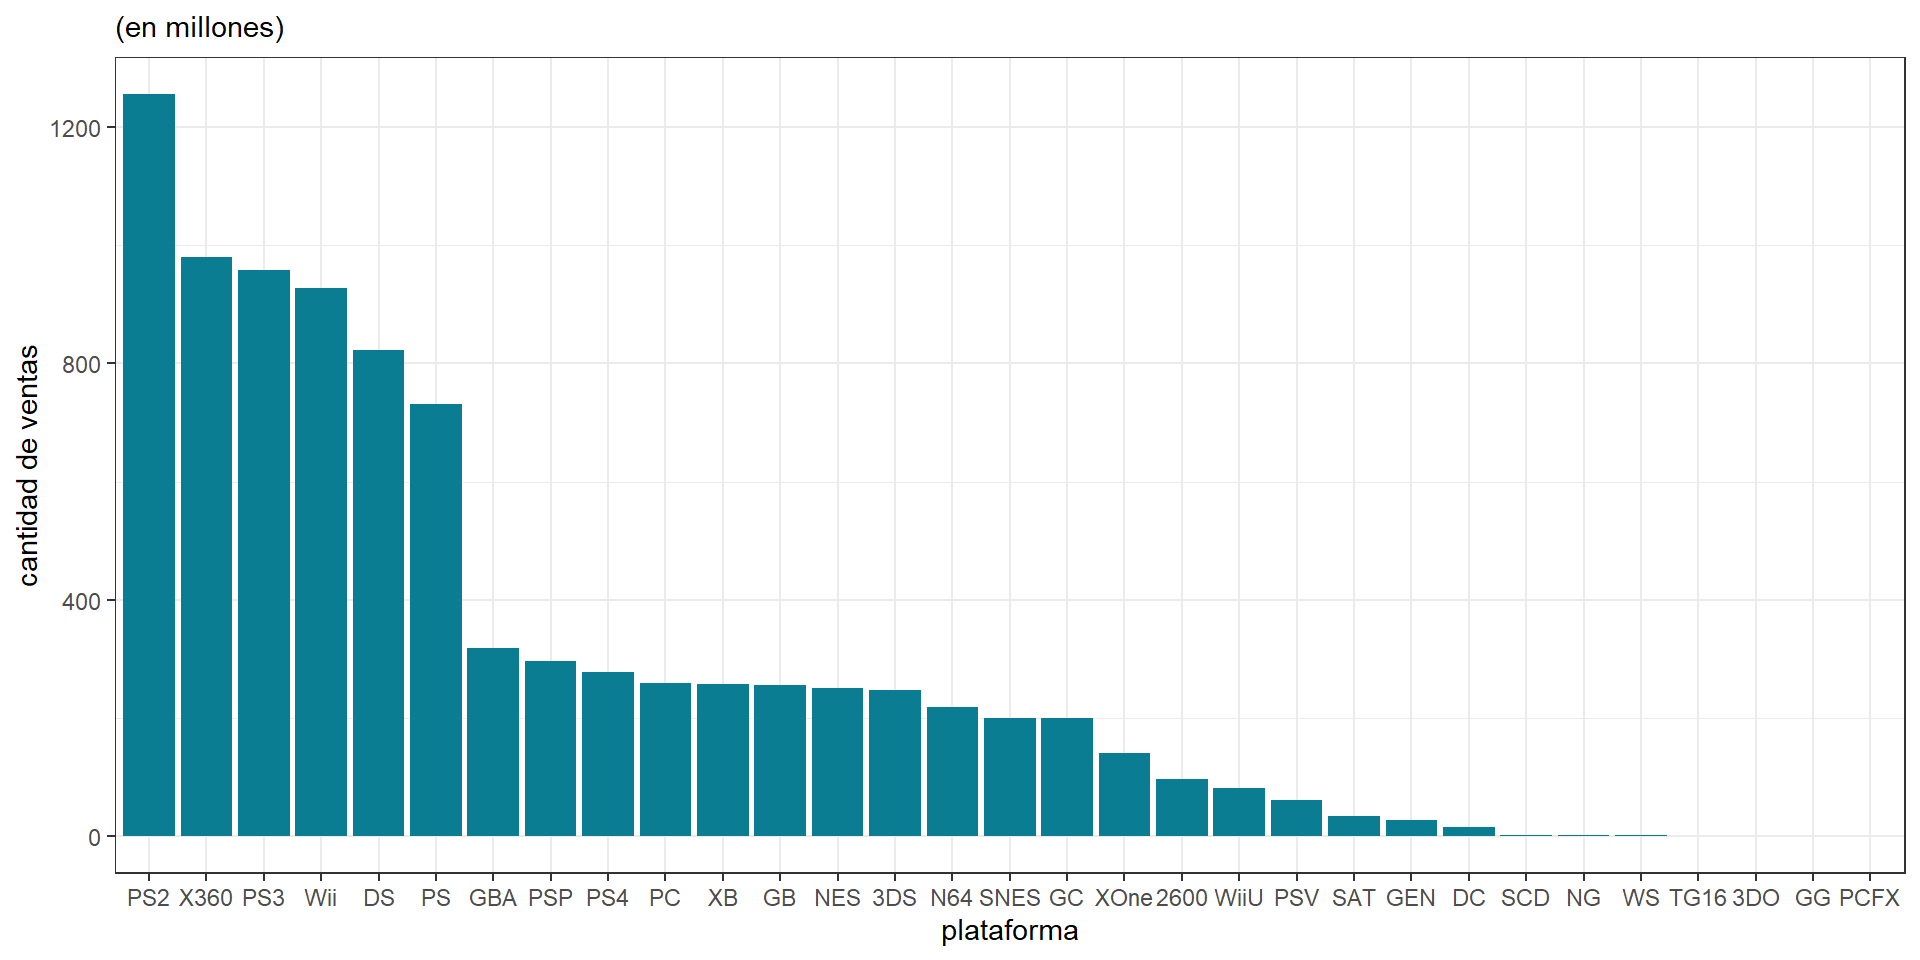 (en millones)
cantidad de ventas
1200
800
400
0
PS2 X360 PS3 Wii DS PS GBA PSP PS4 PC XB GB NES 3DS N64 SNES GC XOne 2600 WiiU PSV SAT GEN DC SCD NG WS TG16 3DO GG PCFX
plataforma